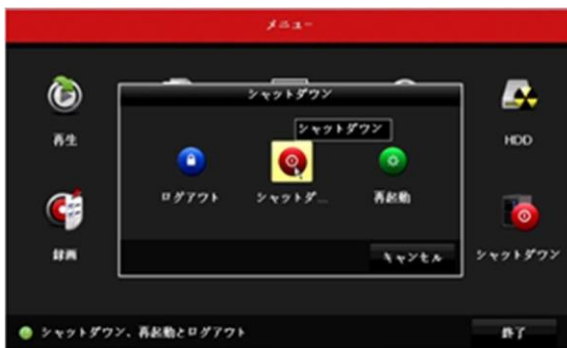 メニュー
シャットダウン
シャットダウン
再生
HDD
ログアウト
シャットダ...
再起動
録画
キャンセル
シャットダウン
シャットダウン、再起動とログアウト
終了